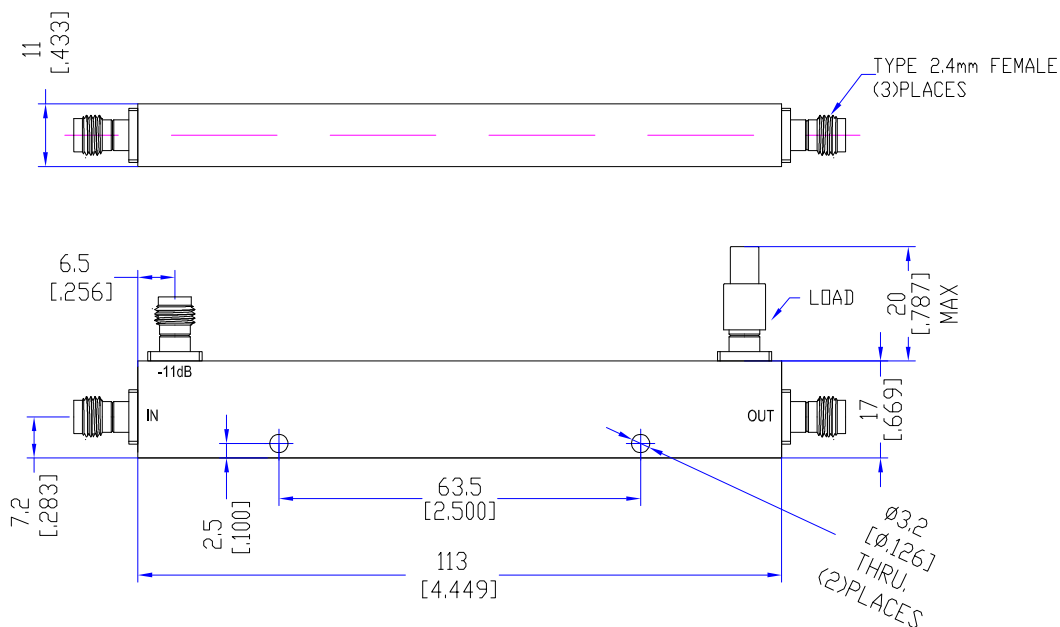 11
[.433]
TYPE 2.4mm FEMALE
(3)PLACES
6.5
[.256]
LOAD
20
[.787]
MAX
-11dB
IN
OUT
17
[.669]
7.2
[.283]
2.5
[.100]
63.5
[2.500]
113
[4.449]
Ø3.2
[Ø.126]
THRU.
(2)PLACES